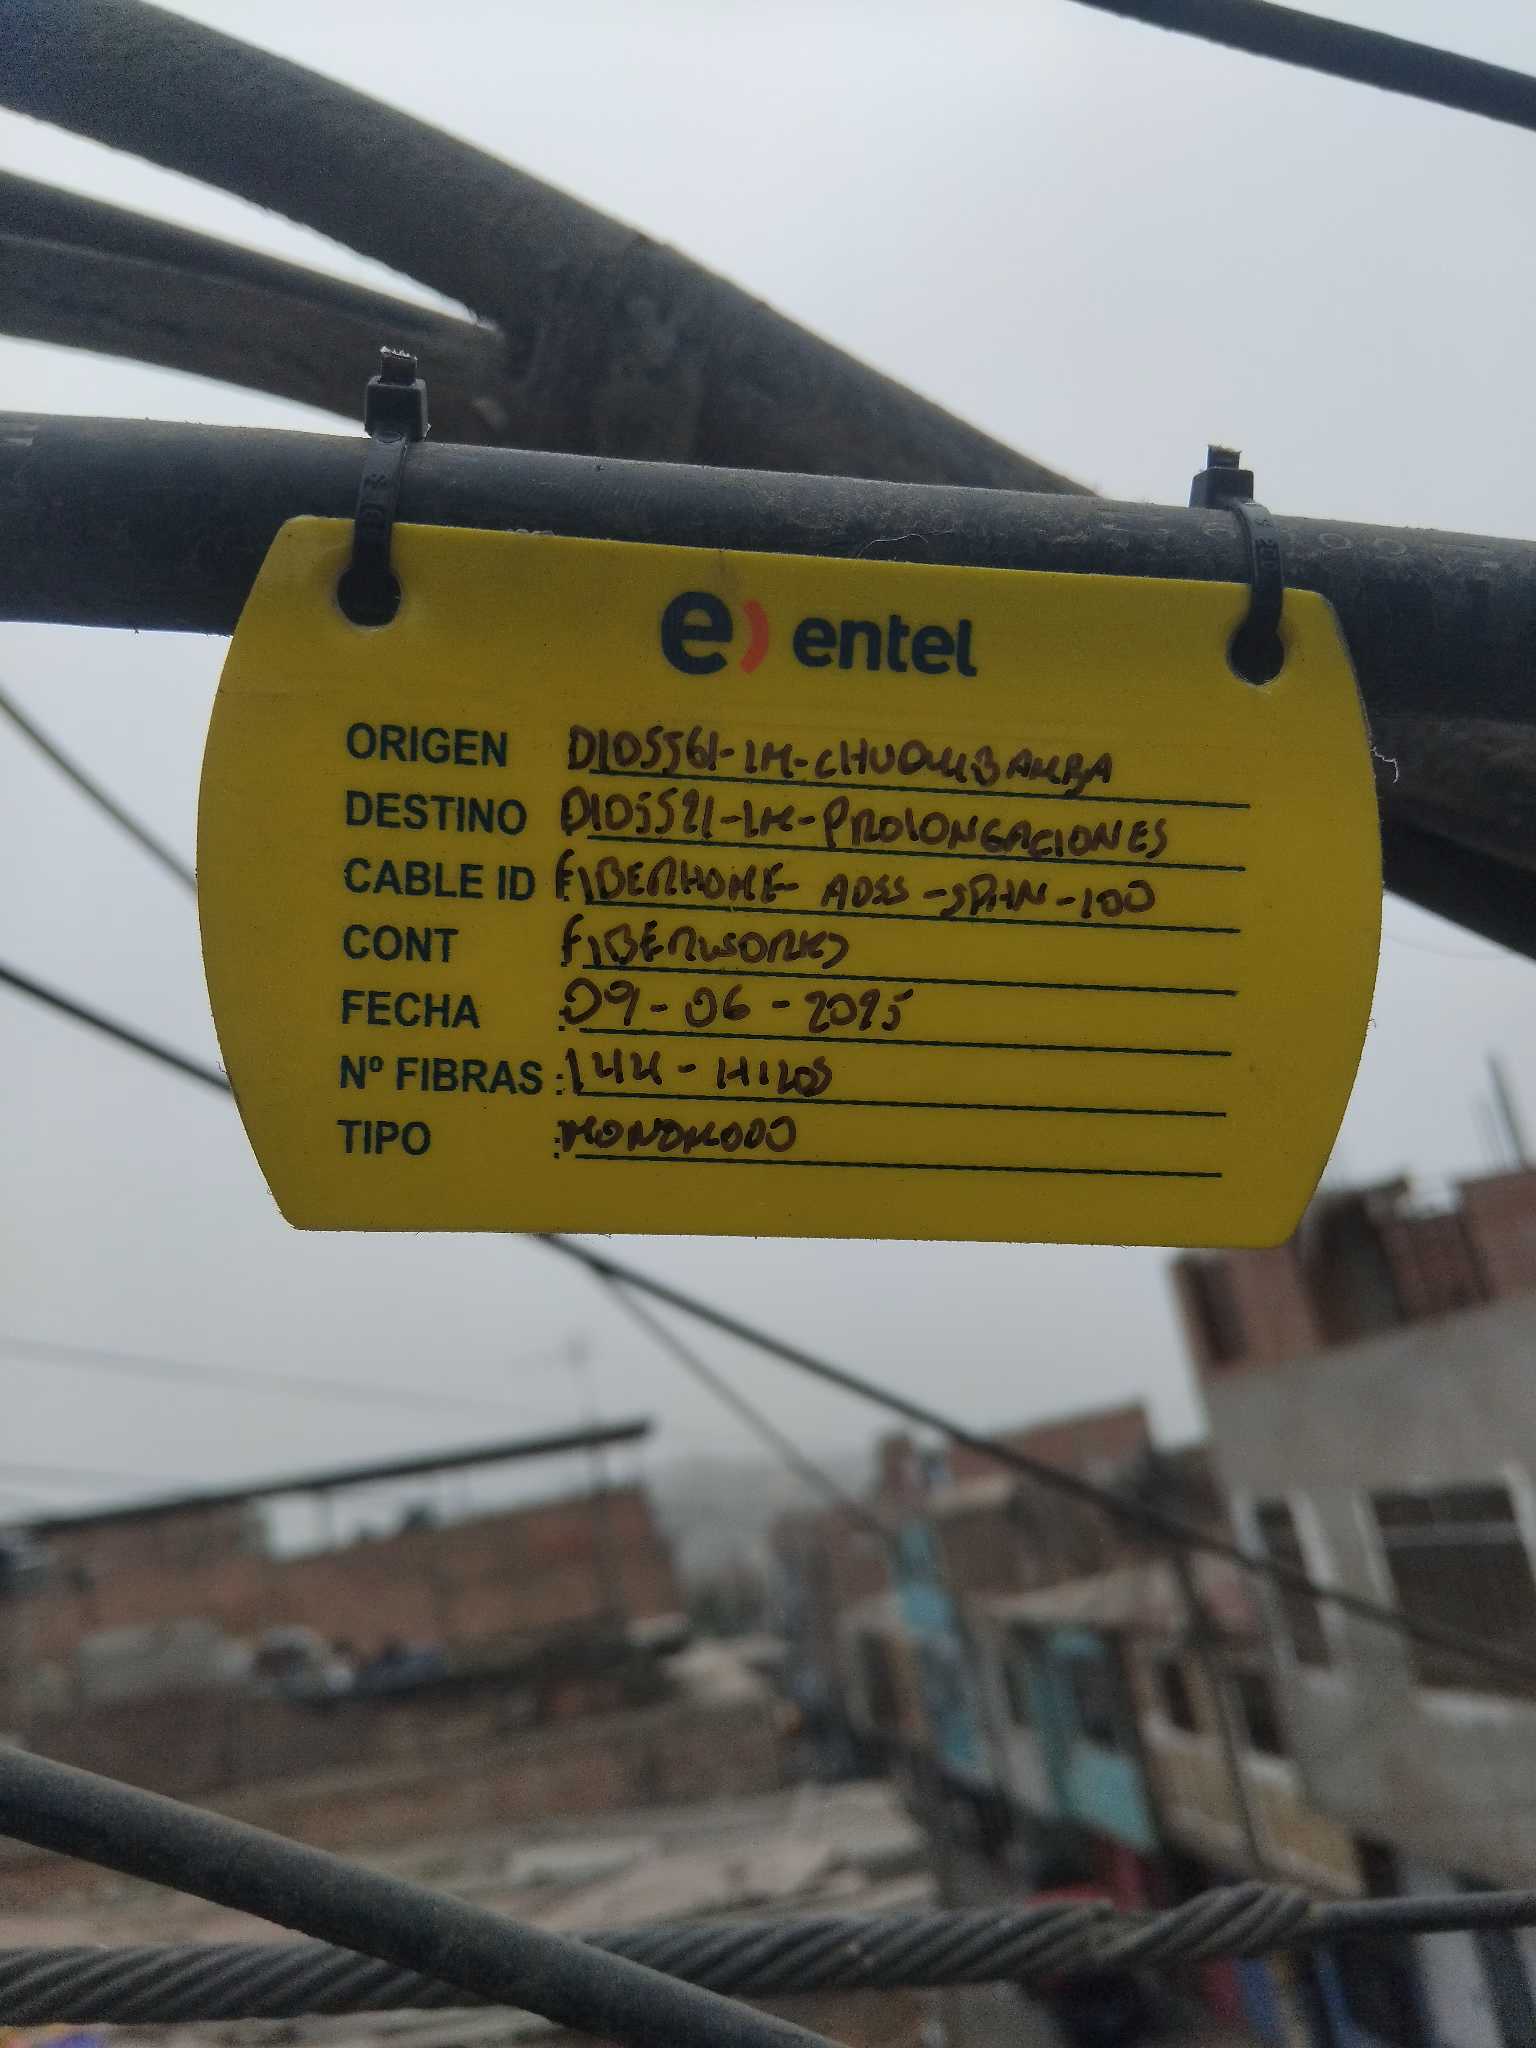 e) entel
ORIGEN D105561-LM-CHUQUIBAMBA
DESTINO D105521-LM-PROLONGACIONES
CABLE ID FIBERHOME- ADSS -SPAN -100
CONT FIBERWORKS
FECHA : 09-06-2025
Nº FIBRAS : 144-HILOS
TIPO : MONOMODO